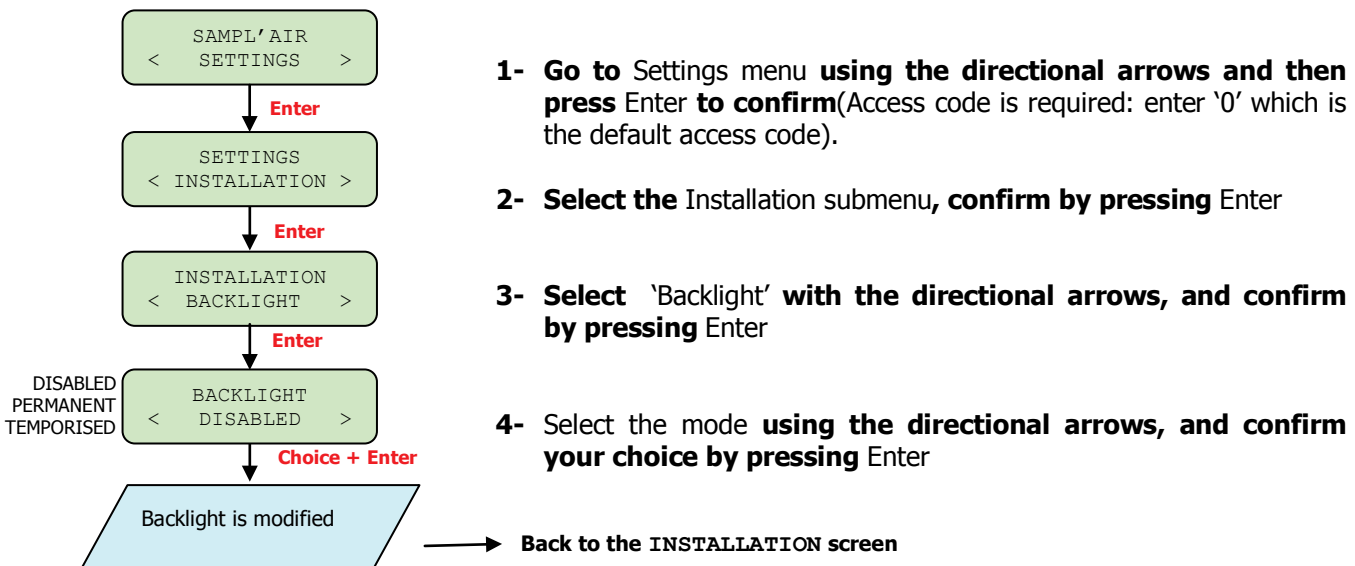 SAMPL'AIR
< SETTINGS >
Enter
SETTINGS
< INSTALLATION >
Enter
INSTALLATION
< BACKLIGHT >
Enter
DISABLED
PERMANENT
TEMPORISED
BACKLIGHT
< DISABLED >
Choice + Enter
Backlight is modified
1- Go to Settings menu using the directional arrows and then
press Enter to confirm(Access code is required: enter ‘0’ which is
the default access code).
2- Select the Installation submenu, confirm by pressing Enter
3- Select ‘Backlight’ with the directional arrows, and confirm
by pressing Enter
4- Select the mode using the directional arrows, and confirm
your choice by pressing Enter
Back to the INSTALLATION screen